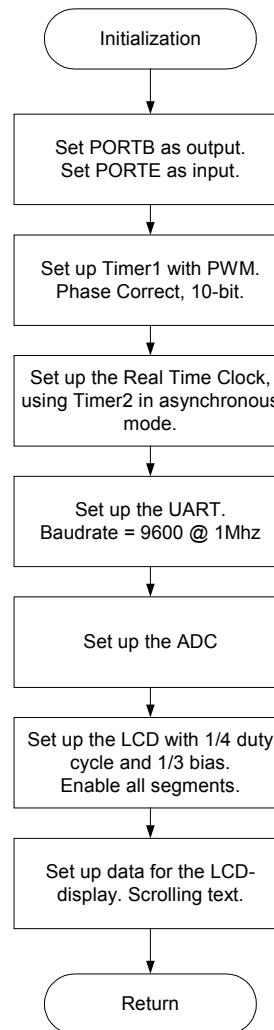 Initialization
Set PORTB as output.
Set PORTE as input.
Set up Timer1 with PWM.
Phase Correct, 10-bit.
Set up the Real Time Clock,
using Timer2 in asynchronous
mode.
Set up the UART.
Baudrate = 9600 @ 1Mhz
Set up the ADC
Set up the LCD with 1/4 duty
cycle and 1/3 bias.
Enable all segments.
Set up data for the LCD-
display. Scrolling text.
Return